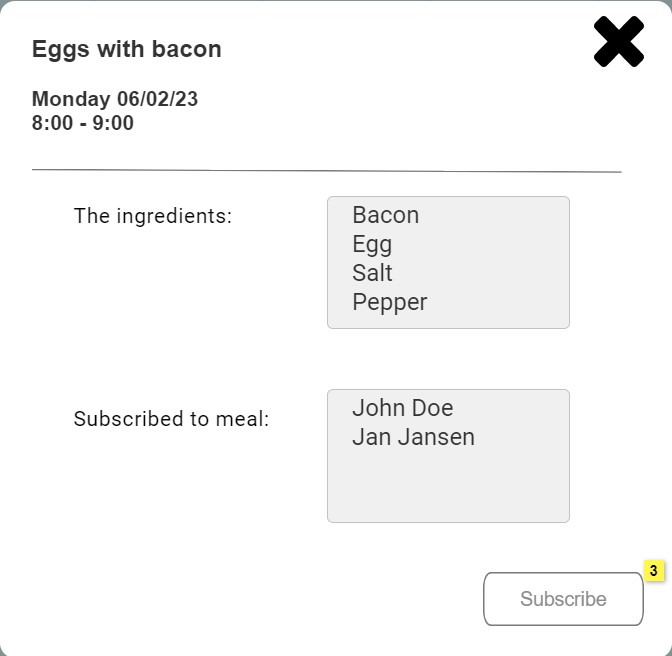 Eggs with bacon
Monday 06/02/23
8:00 - 9:00
The ingredients:
Bacon
Egg
Salt
Pepper
Subscribed to meal:
John Doe
Jan Jansen
3
Subscribe